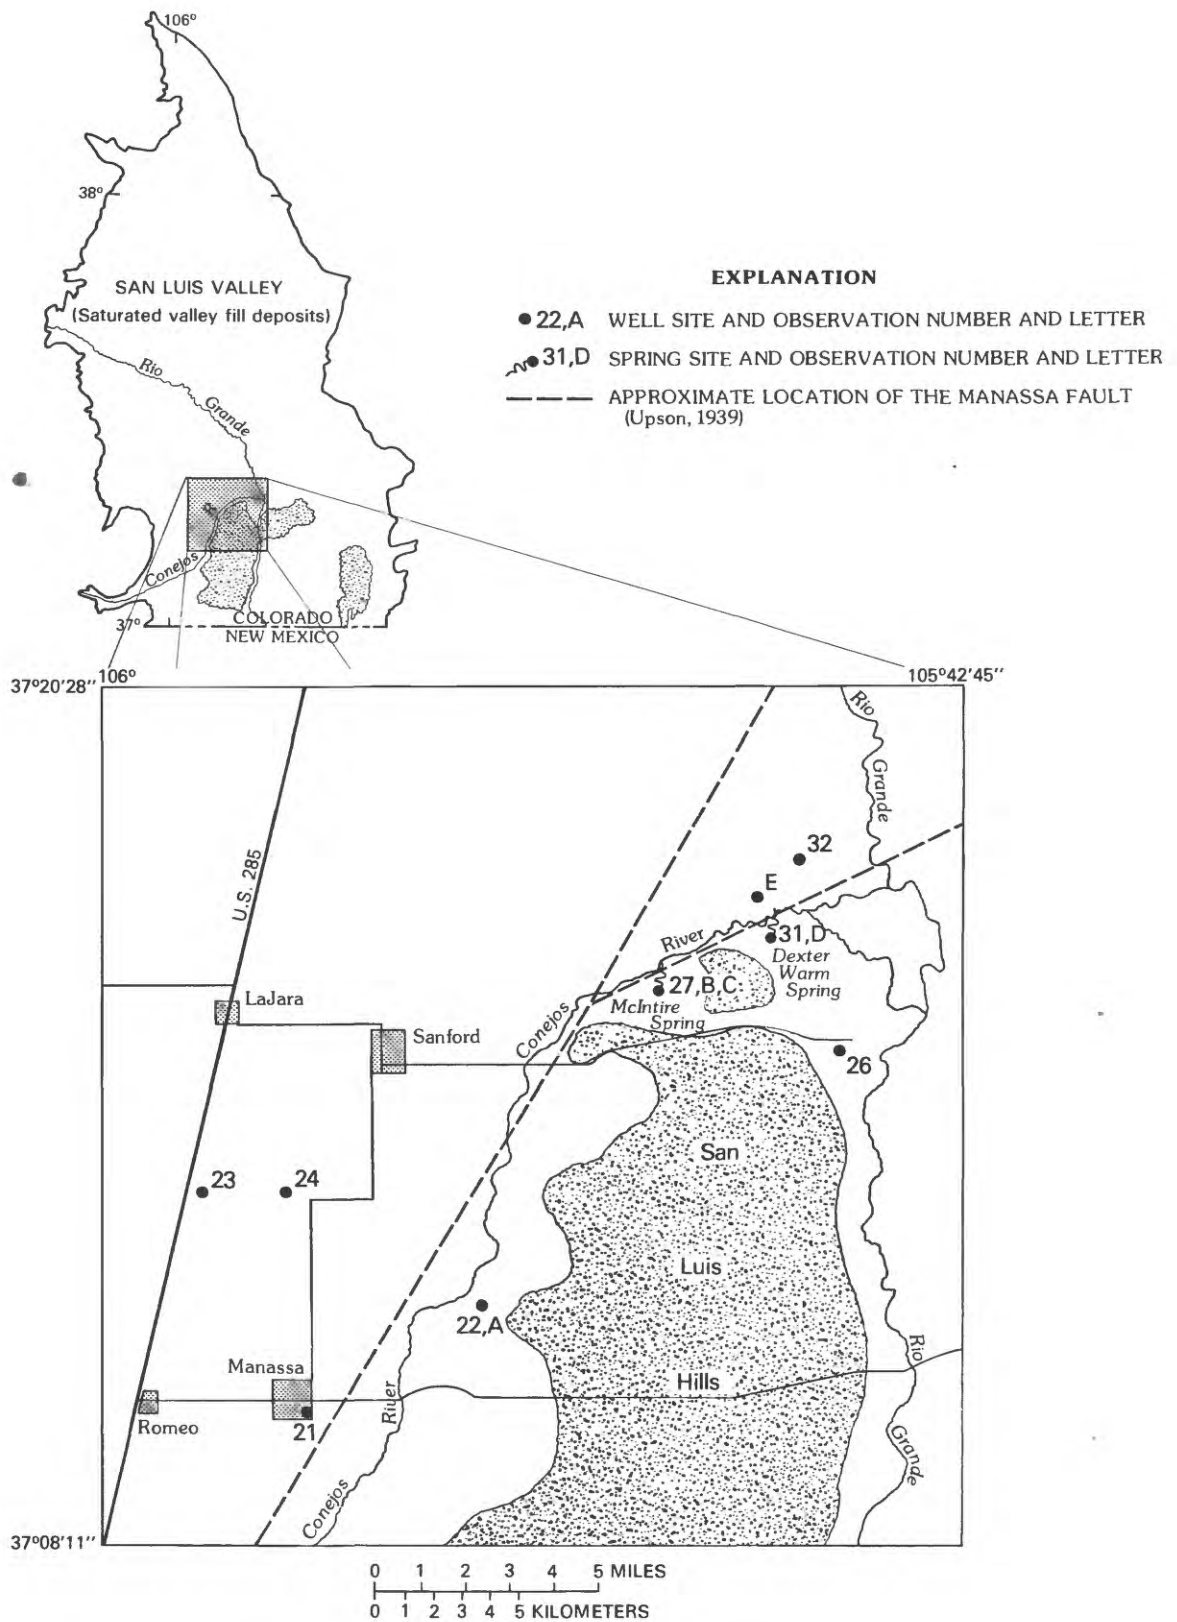 106°
38°
SAN LUIS VALLEY
(Saturated valley fill deposits)
Rio
Grande
Conejos
37°
COLORADO
NEW MEXICO
EXPLANATION
22,A WELL SITE AND OBSERVATION NUMBER AND LETTER
31,D SPRING SITE AND OBSERVATION NUMBER AND LETTER
APPROXIMATE LOCATION OF THE MANASSA FAULT
(Upson, 1939)
37°20'28" 106° 105°42'45"
Rio
Grande
U.S. 285
32
E
River
31,D
Dexter
Warm
Spring
27,B,C
McIntire
Spring
LaJara
Sanford
Conejos
26
San
23 24
Luis
22,A
Manassa
Hills
Rio
River
21
Romeo
Grande
Conejos
37°08'11"
0 1 2 3 4 5 MILES
0 1 2 3 4 5 KILOMETERS